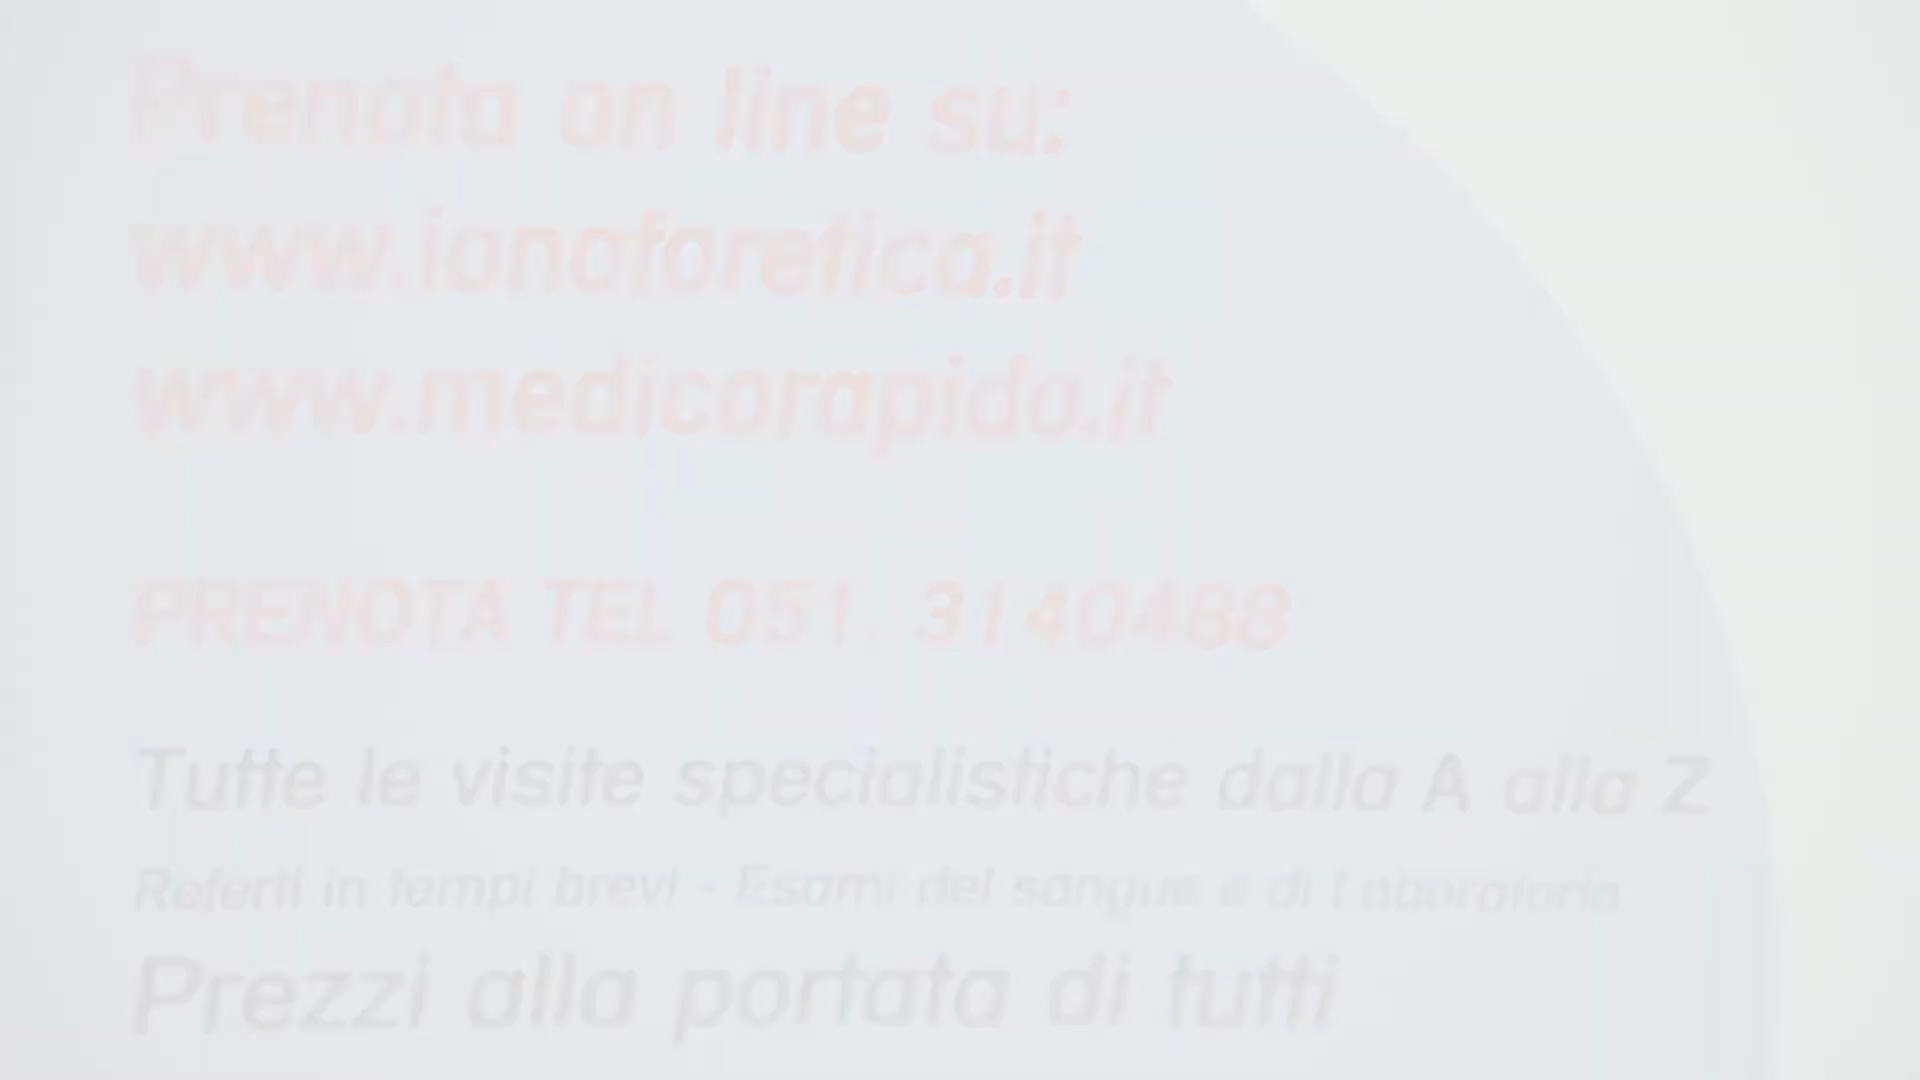 Prenota on line su:
www.ionoforetica.it
www.medicorapido.it
PRENOTA TEL 051. 3140488
Tutte le visite specialistiche dalla A alla Z
Referti in tempi brevi - Esami del sangue e di Laboratorio
Prezzi alla portata di tutti